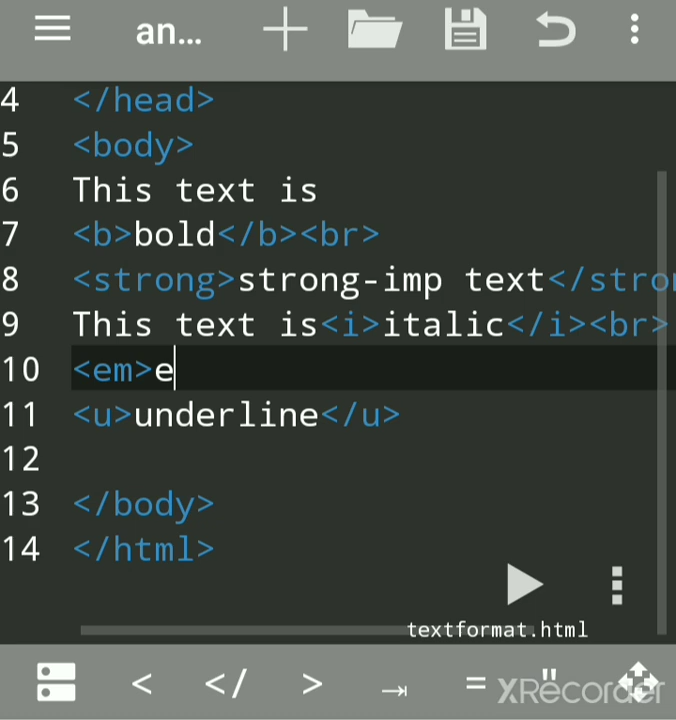 an...
4 </head>
5 <body>
6 This text is
7 <b>bold</b><br>
8 <strong>strong-imp text</stro
9 This text is<i>italic</i><br>
10 <em>e
11 <u>underline</u>
12
13 </body>
14 </html>
textformat.html
< </ > ⇥ = "
XRecorder